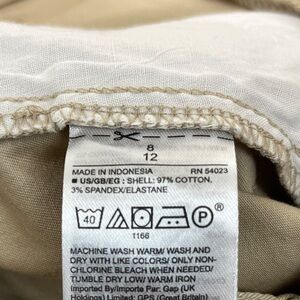 8
12
MADE IN INDONESIA RN 54023
■ US/GB/EG : SHELL: 97% COTTON,
3% SPANDEX/ELASTANE
40 P
1166
MACHINE WASH WARM/ WASH AND
DRY WITH LIKE COLORS/ ONLY NON-
CHLORINE BLEACH WHEN NEEDED/
TUMBLE DRY LOW/ WARM IRON
Imported By/Importe Par: Gap (UK
Holdings) Limited: GPS (Great Britain)